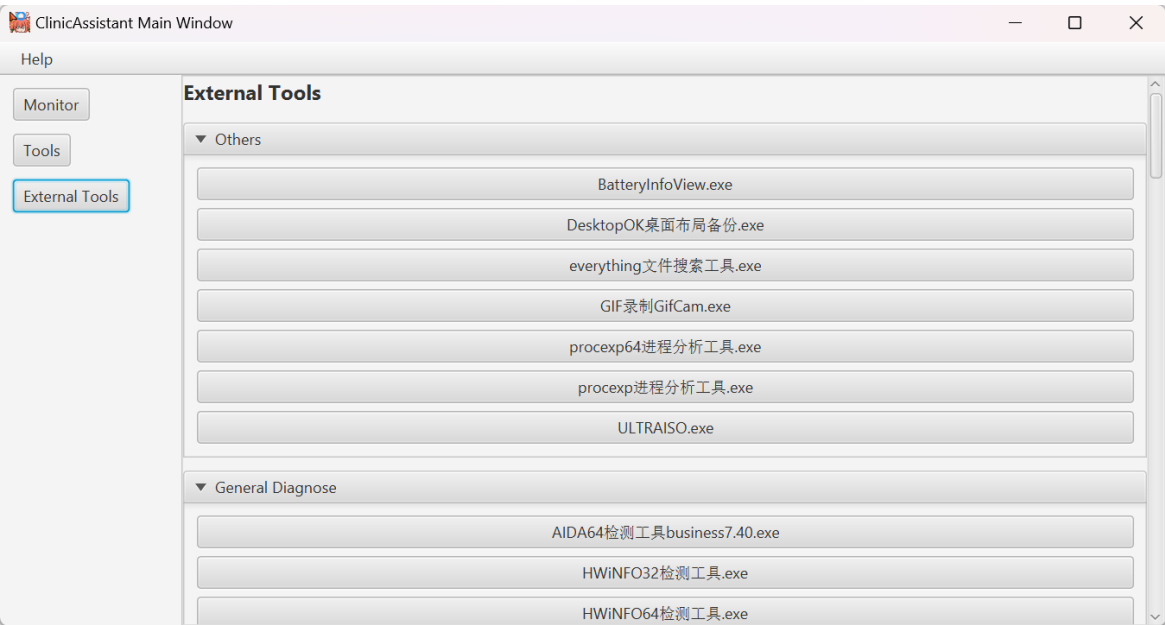 ClinicAssistant Main Window
Help
Monitor
Tools
External Tools
External Tools
Others
BatteryInfoView.exe
DesktopOK桌面布局备份.exe
everything文件搜索工具.exe
GIF录制GifCam.exe
procexp64进程分析工具.exe
procexp进程分析工具.exe
ULTRAISO.exe
General Diagnose
AIDA64检测工具business7.40.exe
HWiNFO32检测工具.exe
HWiNFO64检测工具.exe